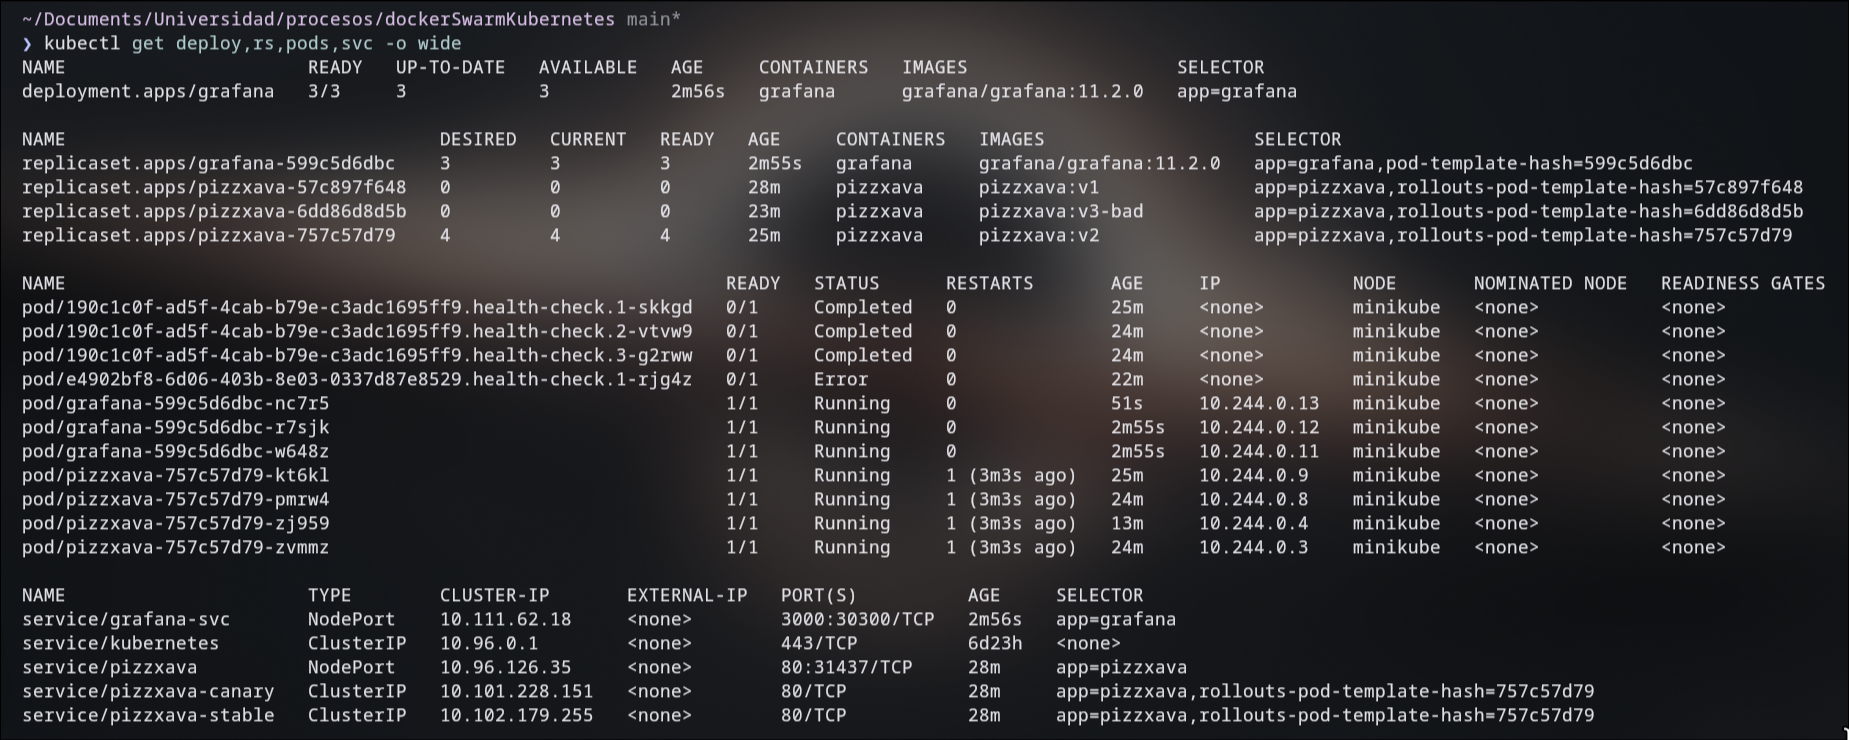 ~/Documents/Universidad/procesos/dockerSwarmKubernetes main*
❯ kubectl get deploy,rs,pods,svc -o wide
NAME                      READY   UP-TO-DATE   AVAILABLE   AGE     CONTAINERS   IMAGES                   SELECTOR
deployment.apps/grafana   3/3     3            3           2m56s   grafana      grafana/grafana:11.2.0   app=grafana

NAME                                  DESIRED   CURRENT   READY   AGE     CONTAINERS   IMAGES                   SELECTOR
replicaset.apps/grafana-599c5d6dbc    3         3         3       2m55s   grafana      grafana/grafana:11.2.0   app=grafana,pod-template-hash=599c5d6dbc
replicaset.apps/pizzxava-57c897f648   0         0         0       28m     pizzxava     pizzxava:v1              app=pizzxava,rollouts-pod-template-hash=57c897f648
replicaset.apps/pizzxava-6dd86d8d5b   0         0         0       23m     pizzxava     pizzxava:v3-bad          app=pizzxava,rollouts-pod-template-hash=6dd86d8d5b
replicaset.apps/pizzxava-757c57d79    4         4         4       25m     pizzxava     pizzxava:v2              app=pizzxava,rollouts-pod-template-hash=757c57d79

NAME                                                            READY   STATUS      RESTARTS       AGE     IP            NODE       NOMINATED NODE   READINESS GATES
pod/190c1c0f-ad5f-4cab-b79e-c3adc1695ff9.health-check.1-skkgd   0/1     Completed   0              25m     <none>        minikube   <none>           <none>
pod/190c1c0f-ad5f-4cab-b79e-c3adc1695ff9.health-check.2-vtvw9   0/1     Completed   0              24m     <none>        minikube   <none>           <none>
pod/190c1c0f-ad5f-4cab-b79e-c3adc1695ff9.health-check.3-g2rww   0/1     Completed   0              24m     <none>        minikube   <none>           <none>
pod/e4902bf8-6d06-403b-8e03-0337d87e8529.health-check.1-rjg4z   0/1     Error       0              22m     <none>        minikube   <none>           <none>
pod/grafana-599c5d6dbc-nc7r5                                    1/1     Running     0              51s     10.244.0.13   minikube   <none>           <none>
pod/grafana-599c5d6dbc-r7sjk                                    1/1     Running     0              2m55s   10.244.0.12   minikube   <none>           <none>
pod/grafana-599c5d6dbc-w648z                                    1/1     Running     0              2m55s   10.244.0.11   minikube   <none>           <none>
pod/pizzxava-757c57d79-kt6kl                                    1/1     Running     1 (3m3s ago)   25m     10.244.0.9    minikube   <none>           <none>
pod/pizzxava-757c57d79-pmrw4                                    1/1     Running     1 (3m3s ago)   24m     10.244.0.8    minikube   <none>           <none>
pod/pizzxava-757c57d79-zj959                                    1/1     Running     1 (3m3s ago)   13m     10.244.0.4    minikube   <none>           <none>
pod/pizzxava-757c57d79-zvmmz                                    1/1     Running     1 (3m3s ago)   24m     10.244.0.3    minikube   <none>           <none>

NAME                      TYPE        CLUSTER-IP       EXTERNAL-IP   PORT(S)          AGE     SELECTOR
service/grafana-svc       NodePort    10.111.62.18     <none>        3000:30300/TCP   2m56s   app=grafana
service/kubernetes        ClusterIP   10.96.0.1        <none>        443/TCP          6d23h   <none>
service/pizzxava          NodePort    10.96.126.35     <none>        80:31437/TCP     28m     app=pizzxava
service/pizzxava-canary   ClusterIP   10.101.228.151   <none>        80/TCP           28m     app=pizzxava,rollouts-pod-template-hash=757c57d79
service/pizzxava-stable   ClusterIP   10.102.179.255   <none>        80/TCP           28m     app=pizzxava,rollouts-pod-template-hash=757c57d79